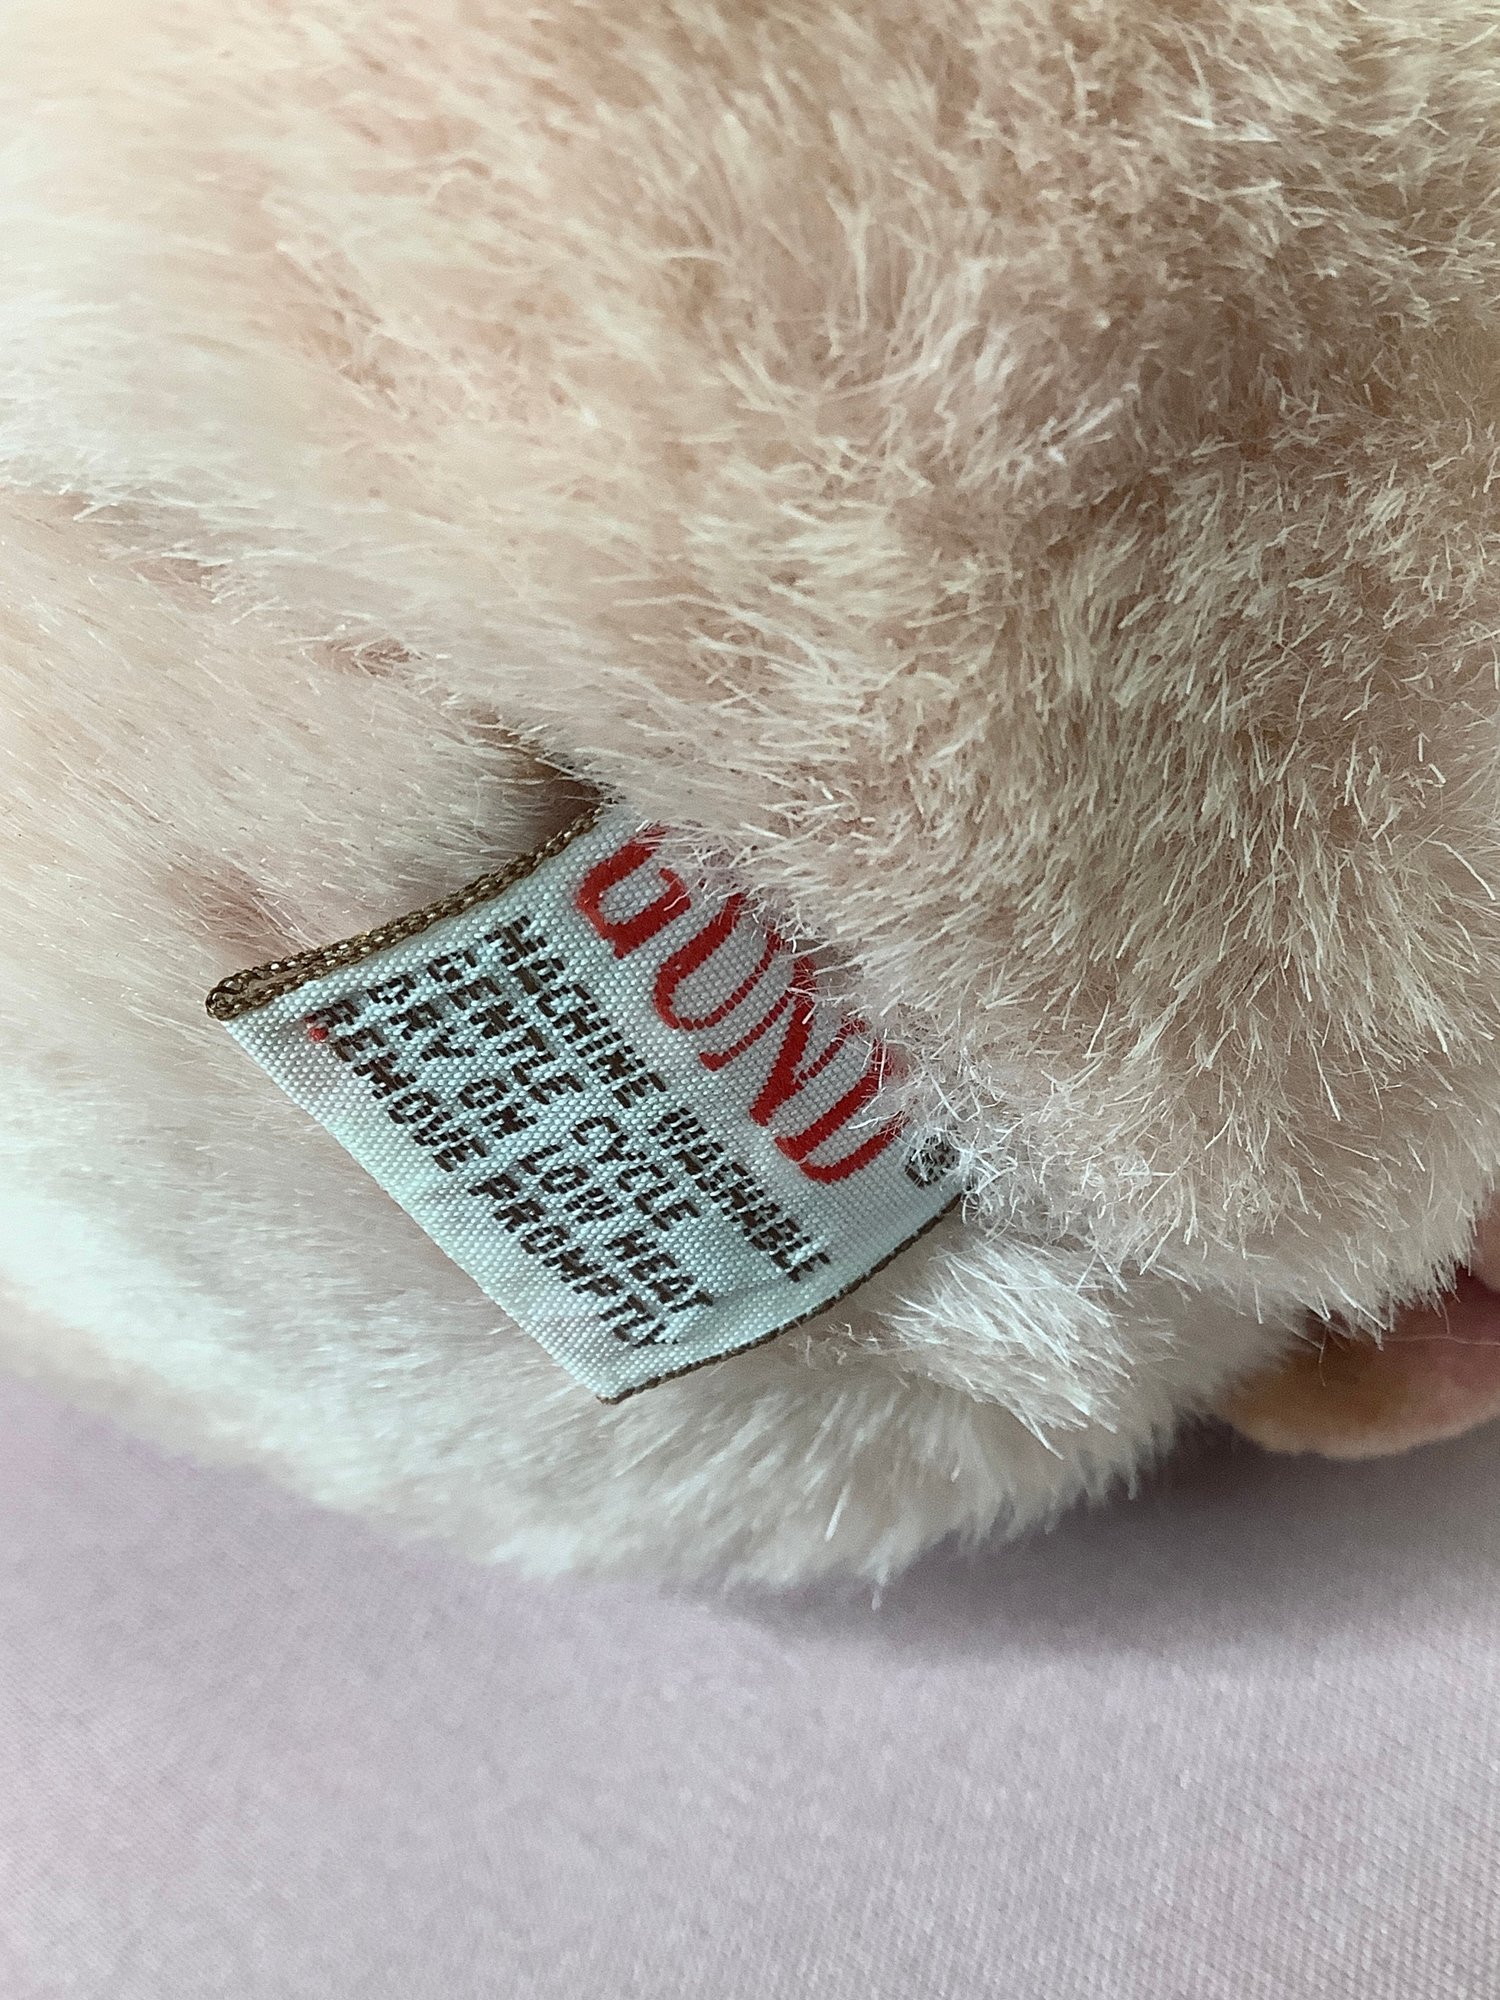 GUND®
MACHINE WASHABLE
GENTLE CYCLE
DRY ON LOW HEAT
REMOVE PROMPTLY